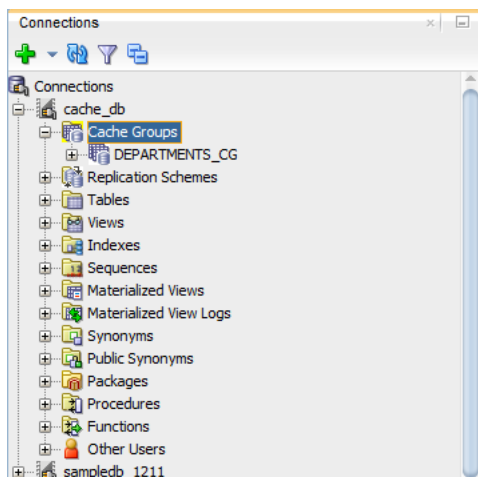 Connections
Connections
cache_db
Cache Groups
DEPARTMENTS_CG
Replication Schemes
Tables
Views
Indexes
Sequences
Materialized Views
Materialized View Logs
Synonyms
Public Synonyms
Packages
Procedures
Functions
Other Users
sampledb_1211